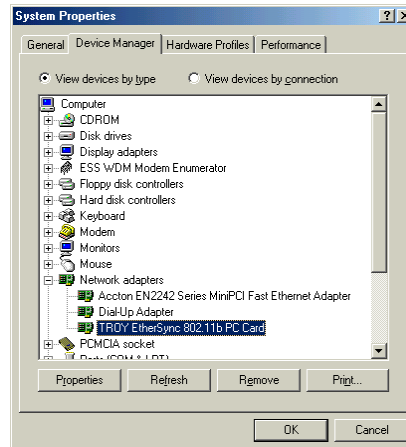 System Properties
General Device Manager Hardware Profiles Performance
View devices by type View devices by connection
Computer
CDROM
Disk drives
Display adapters
ESS WDM Modem Enumerator
Floppy disk controllers
Hard disk controllers
Keyboard
Modem
Monitors
Mouse
Network adapters
Accton EN2242 Series MiniPCI Fast Ethernet Adapter
Dial-Up Adapter
TROY EtherSync 802.11b PC Card
PCMCIA socket
Ports (COM & LPT)
Properties Refresh Remove Print...
OK Cancel